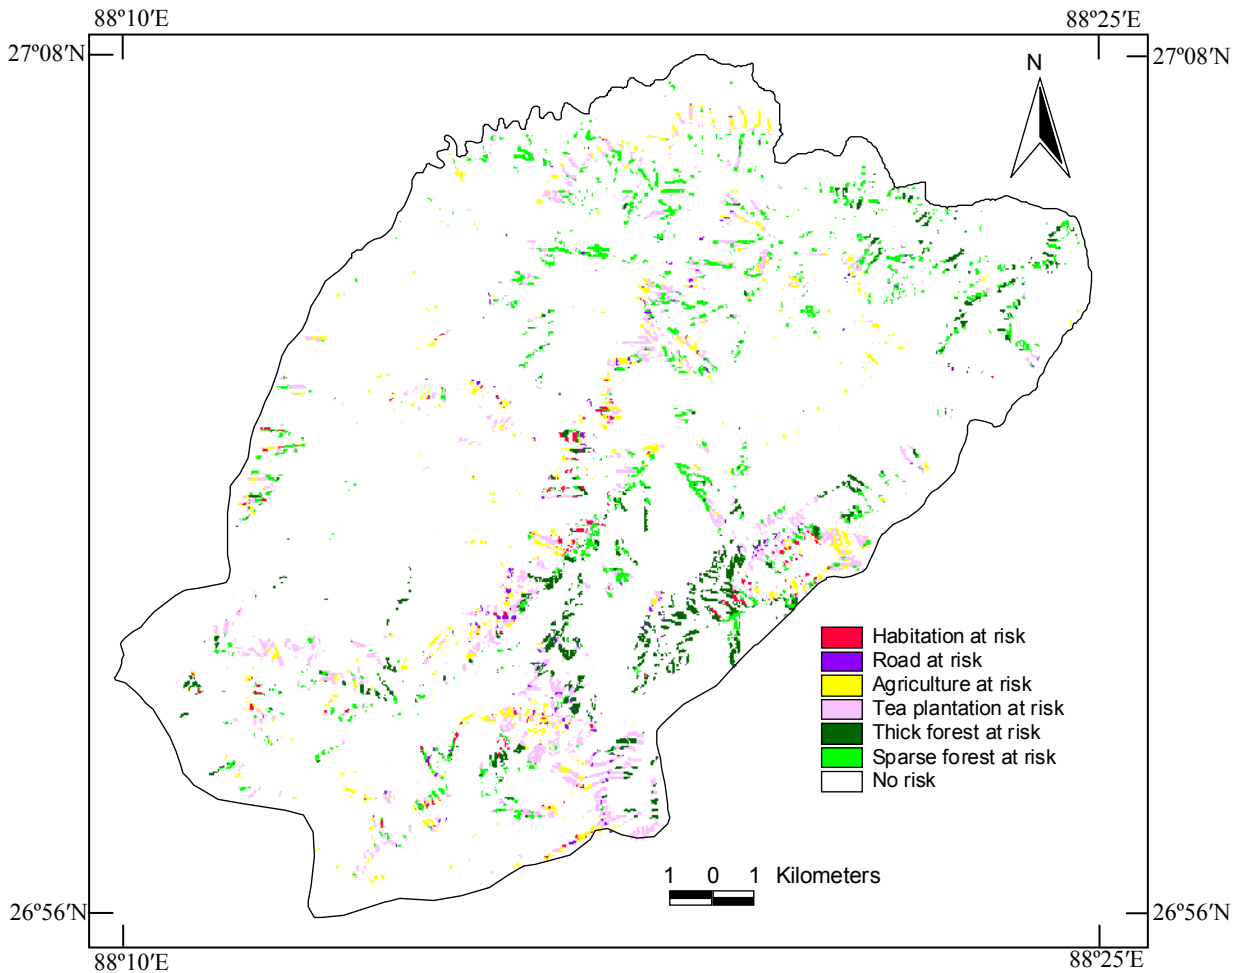 88º10′E
88º25′E
27º08′N
27º08′N
N
Habitation at risk
Road at risk
Agriculture at risk
Tea plantation at risk
Thick forest at risk
Sparse forest at risk
No risk
1 0 1 Kilometers
26º56′N
26º56′N
88º10′E
88º25′E